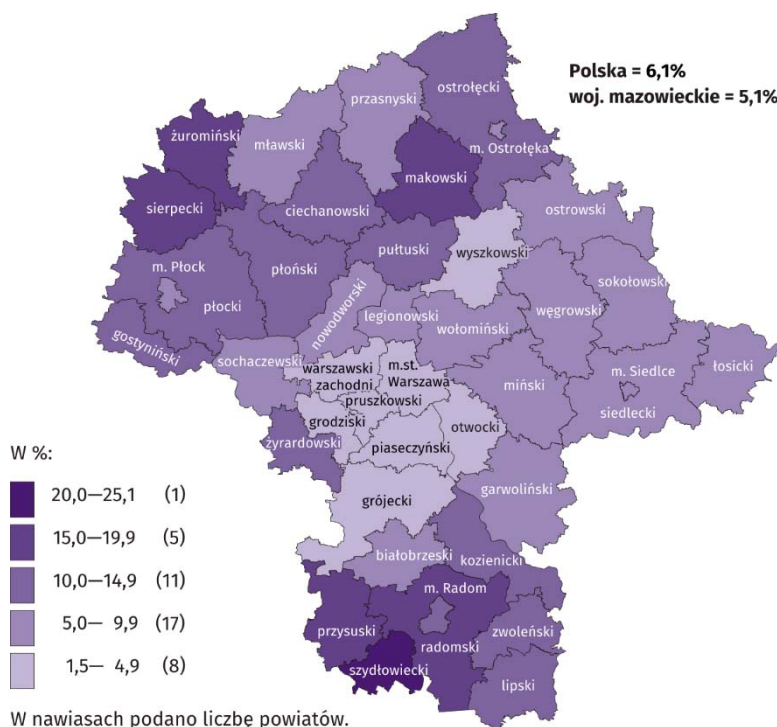 Polska = 6,1%
woj. mazowieckie = 5,1%
ostrołęcki
przasnyski
żuromiński
mławski
m. Ostrołęka
makowski
sierpecki
ciechanowski
ostrowski
pułtuski
wyszkowski
m. Płock
płoński
sokołowski
płocki
węgrowski
nowodworski
legionowski
wołomiński
gostyniński
sochaczewski
warszawski
zachodni
m.st.
Warszawa
m. Siedlce
łosicki
pruszkowski
miński
siedlecki
grodziski
otwocki
żyrardowski
piaseczyński
garwoliński
grójecki
białobrzeski
kozienicki
m. Radom
przysuski
radomski
zwoleński
szydłowiecki
lipski
W %:
20,0—25,1 (1)
15,0—19,9 (5)
10,0—14,9 (11)
5,0— 9,9 (17)
1,5— 4,9 (8)
W nawiasach podano liczbę powiatów.